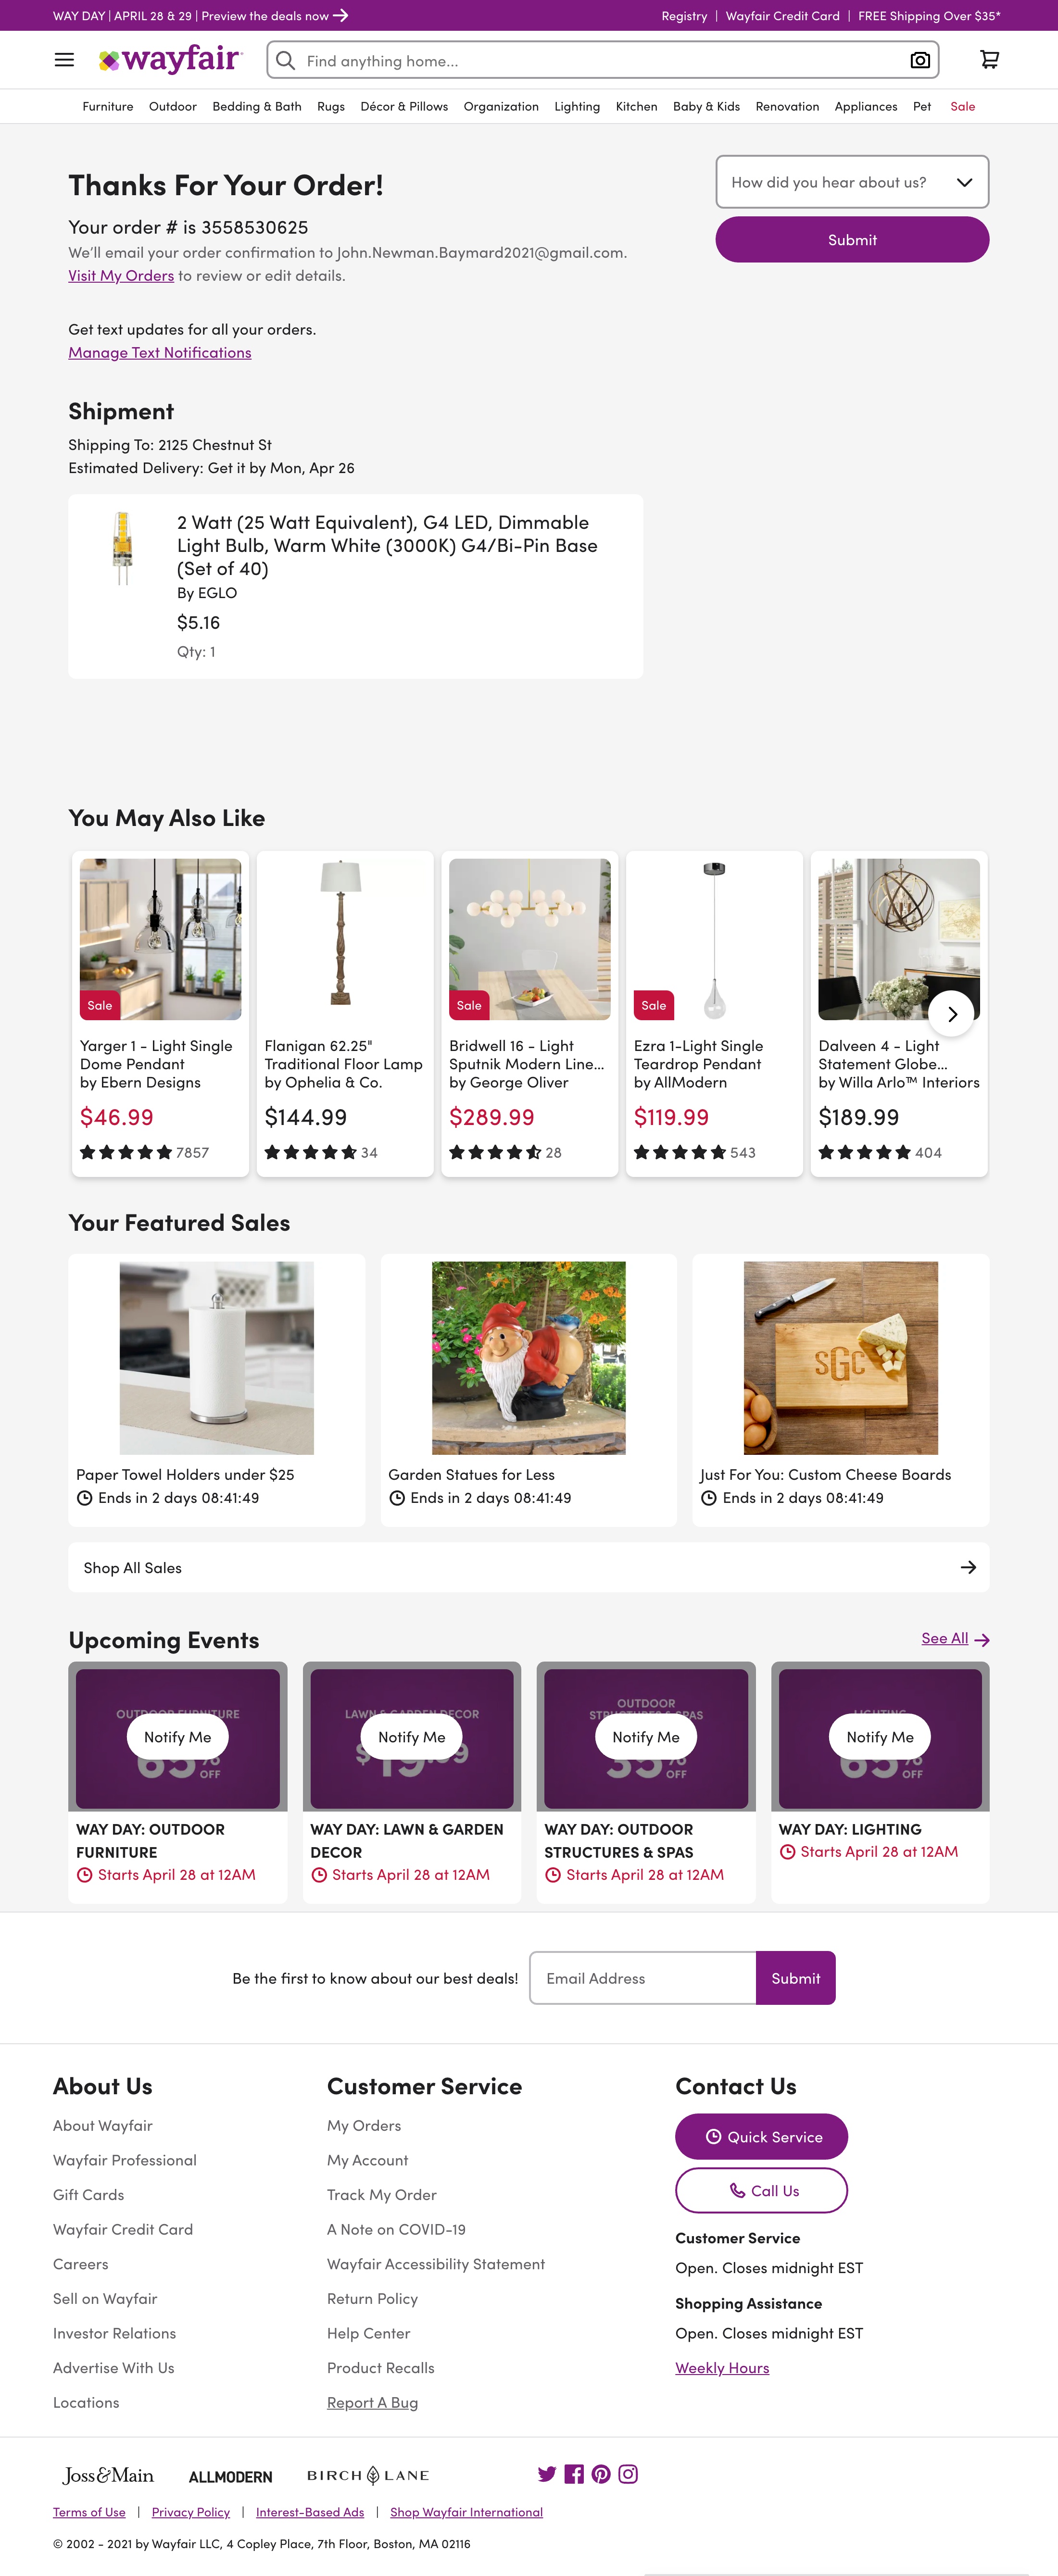 WAY DAY | APRIL 28 & 29 | Preview the deals now
Registry | Wayfair Credit Card | FREE Shipping Over $35*
wayfair
Find anything home...
Furniture Outdoor Bedding & Bath Rugs Décor & Pillows Organization Lighting Kitchen Baby & Kids Renovation Appliances Pet Sale
Thanks For Your Order!
How did you hear about us?
Submit
Your order # is 3558530625
We'll email your order confirmation to John.Newman.Baymard2021@gmail.com.
Visit My Orders to review or edit details.
Get text updates for all your orders.
Manage Text Notifications
Shipment
Shipping To: 2125 Chestnut St
Estimated Delivery: Get it by Mon, Apr 26
2 Watt (25 Watt Equivalent), G4 LED, Dimmable
Light Bulb, Warm White (3000K) G4/Bi-Pin Base
(Set of 40)
By EGLO
$5.16
Qty: 1
You May Also Like
Sale
Yarger 1 - Light Single
Dome Pendant
by Ebern Designs
$46.99
7857
Flanigan 62.25"
Traditional Floor Lamp
by Ophelia & Co.
$144.99
34
Sale
Bridwell 16 - Light
Sputnik Modern Line...
by George Oliver
$289.99
28
Sale
Ezra 1-Light Single
Teardrop Pendant
by AllModern
$119.99
543
Dalveen 4 - Light
Statement Globe...
by Willa Arlo™ Interiors
$189.99
404
Your Featured Sales
Paper Towel Holders under $25
Ends in 2 days 08:41:49
Garden Statues for Less
Ends in 2 days 08:41:49
SGC
Just For You: Custom Cheese Boards
Ends in 2 days 08:41:49
Shop All Sales
Upcoming Events
See All
OUTDOOR FURNITURE
Notify Me
65% OFF
WAY DAY: OUTDOOR
FURNITURE
Starts April 28 at 12AM
LAWN & GARDEN DECOR
Notify Me
WAY DAY: LAWN & GARDEN
DECOR
Starts April 28 at 12AM
OUTDOOR
STRUCTURES & SPAS
Notify Me
OFF
WAY DAY: OUTDOOR
STRUCTURES & SPAS
Starts April 28 at 12AM
LIGHTING
Notify Me
65% OFF
WAY DAY: LIGHTING
Starts April 28 at 12AM
Be the first to know about our best deals!
Email Address
Submit
About Us
About Wayfair
Wayfair Professional
Gift Cards
Wayfair Credit Card
Careers
Sell on Wayfair
Investor Relations
Advertise With Us
Locations
Customer Service
My Orders
My Account
Track My Order
A Note on COVID-19
Wayfair Accessibility Statement
Return Policy
Help Center
Product Recalls
Report A Bug
Contact Us
Quick Service
Call Us
Customer Service
Open. Closes midnight EST
Shopping Assistance
Open. Closes midnight EST
Weekly Hours
Joss&Main ALLMODERN BIRCH LANE
Terms of Use | Privacy Policy | Interest-Based Ads | Shop Wayfair International
© 2002 - 2021 by Wayfair LLC, 4 Copley Place, 7th Floor, Boston, MA 02116